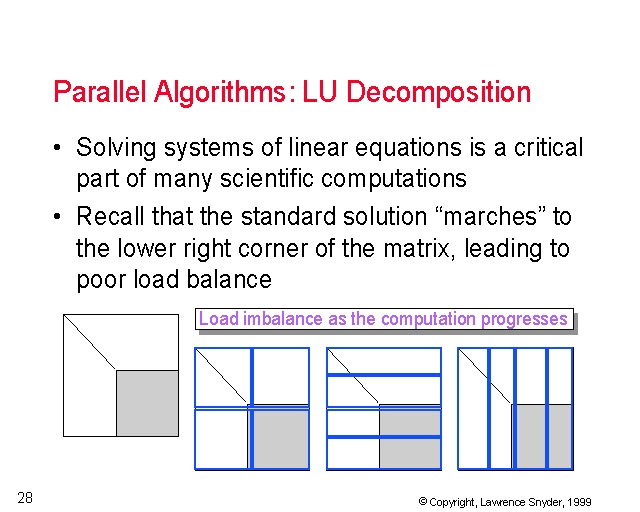 Parallel Algorithms: LU Decomposition
• Solving systems of linear equations is a critical
part of many scientific computations
• Recall that the standard solution “marches” to
the lower right corner of the matrix, leading to
poor load balance
Load imbalance as the computation progresses
28
© Copyright, Lawrence Snyder, 1999